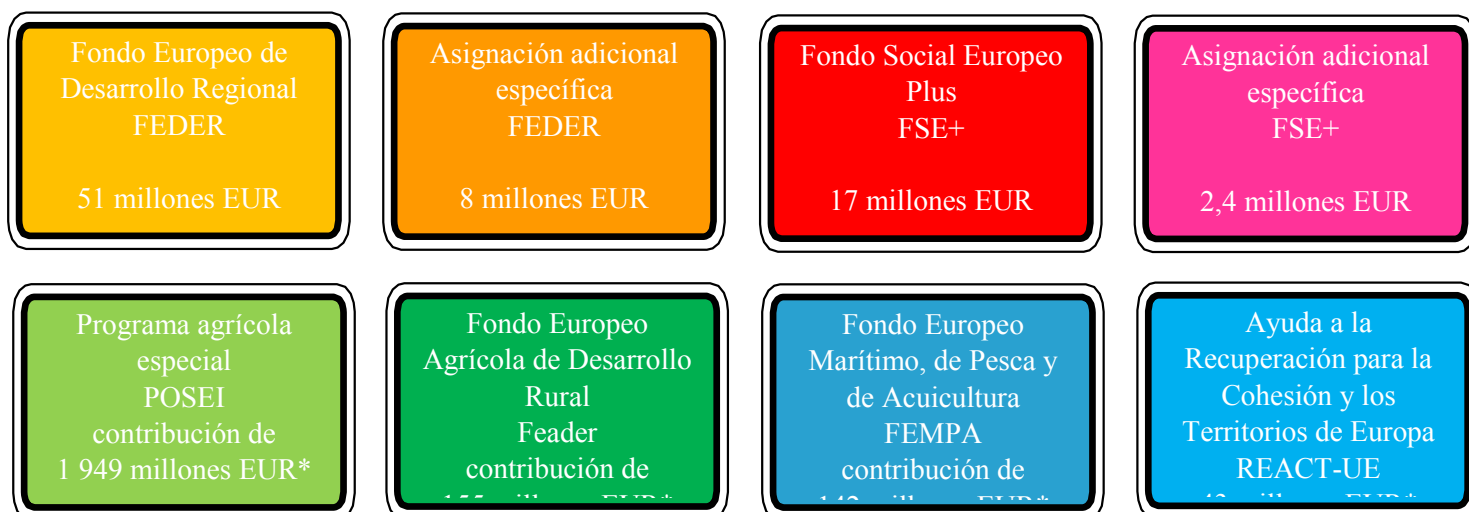 Fondo Europeo de
Desarrollo Regional
FEDER
51 millones EUR
Asignación adicional
específica
FEDER
8 millones EUR
Fondo Social Europeo
Plus
FSE+
17 millones EUR
Asignación adicional
específica
FSE+
2,4 millones EUR
Programa agrícola
especial
POSEI
contribución de
1 949 millones EUR*
Fondo Europeo
Agrícola de Desarrollo
Rural
Feader
contribución de
Fondo Europeo
Marítimo, de Pesca y
de Acuicultura
FEMPA
contribución de
Ayuda a la
Recuperación para la
Cohesión y los
Territorios de Europa
REACT-UE